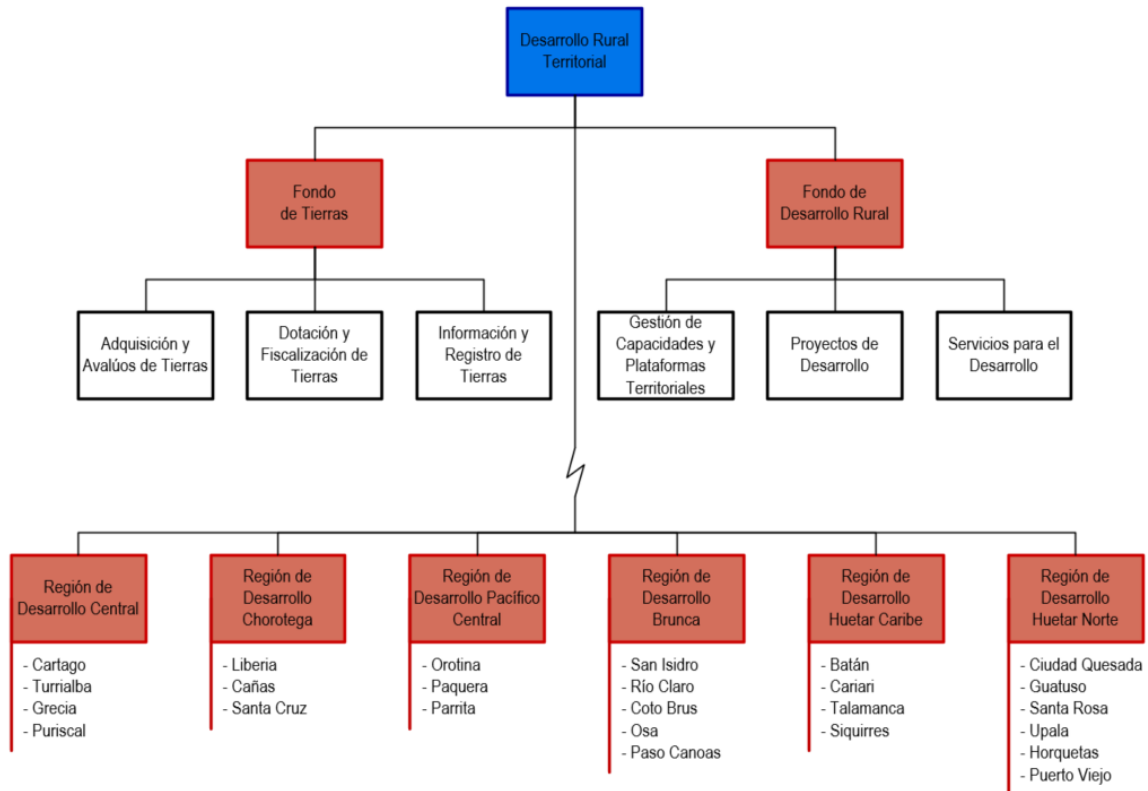 Desarrollo Rural
Territorial
Fondo
de Tierras
Fondo de
Desarrollo Rural
Adquisición y
Avalúos de Tierras
Dotación y
Fiscalización de
Tierras
Información y
Registro de
Tierras
Gestión de
Capacidades y
Plataformas
Territoriales
Proyectos de
Desarrollo
Servicios para el
Desarrollo
Región de
Desarrollo Central
- Cartago
- Turrialba
- Grecia
- Puriscal
Región de
Desarrollo
Chorotega
- Liberia
- Cañas
- Santa Cruz
Región de
Desarrollo Pacífico
Central
- Orotina
- Paquera
- Parrita
Región de
Desarrollo
Brunca
- San Isidro
- Río Claro
- Coto Brus
- Osa
- Paso Canoas
Región de
Desarrollo
Huetar Caribe
- Batán
- Cariari
- Talamanca
- Siquirres
Región de
Desarrollo
Huetar Norte
- Ciudad Quesada
- Guatuso
- Santa Rosa
- Upala
- Horquetas
- Puerto Viejo